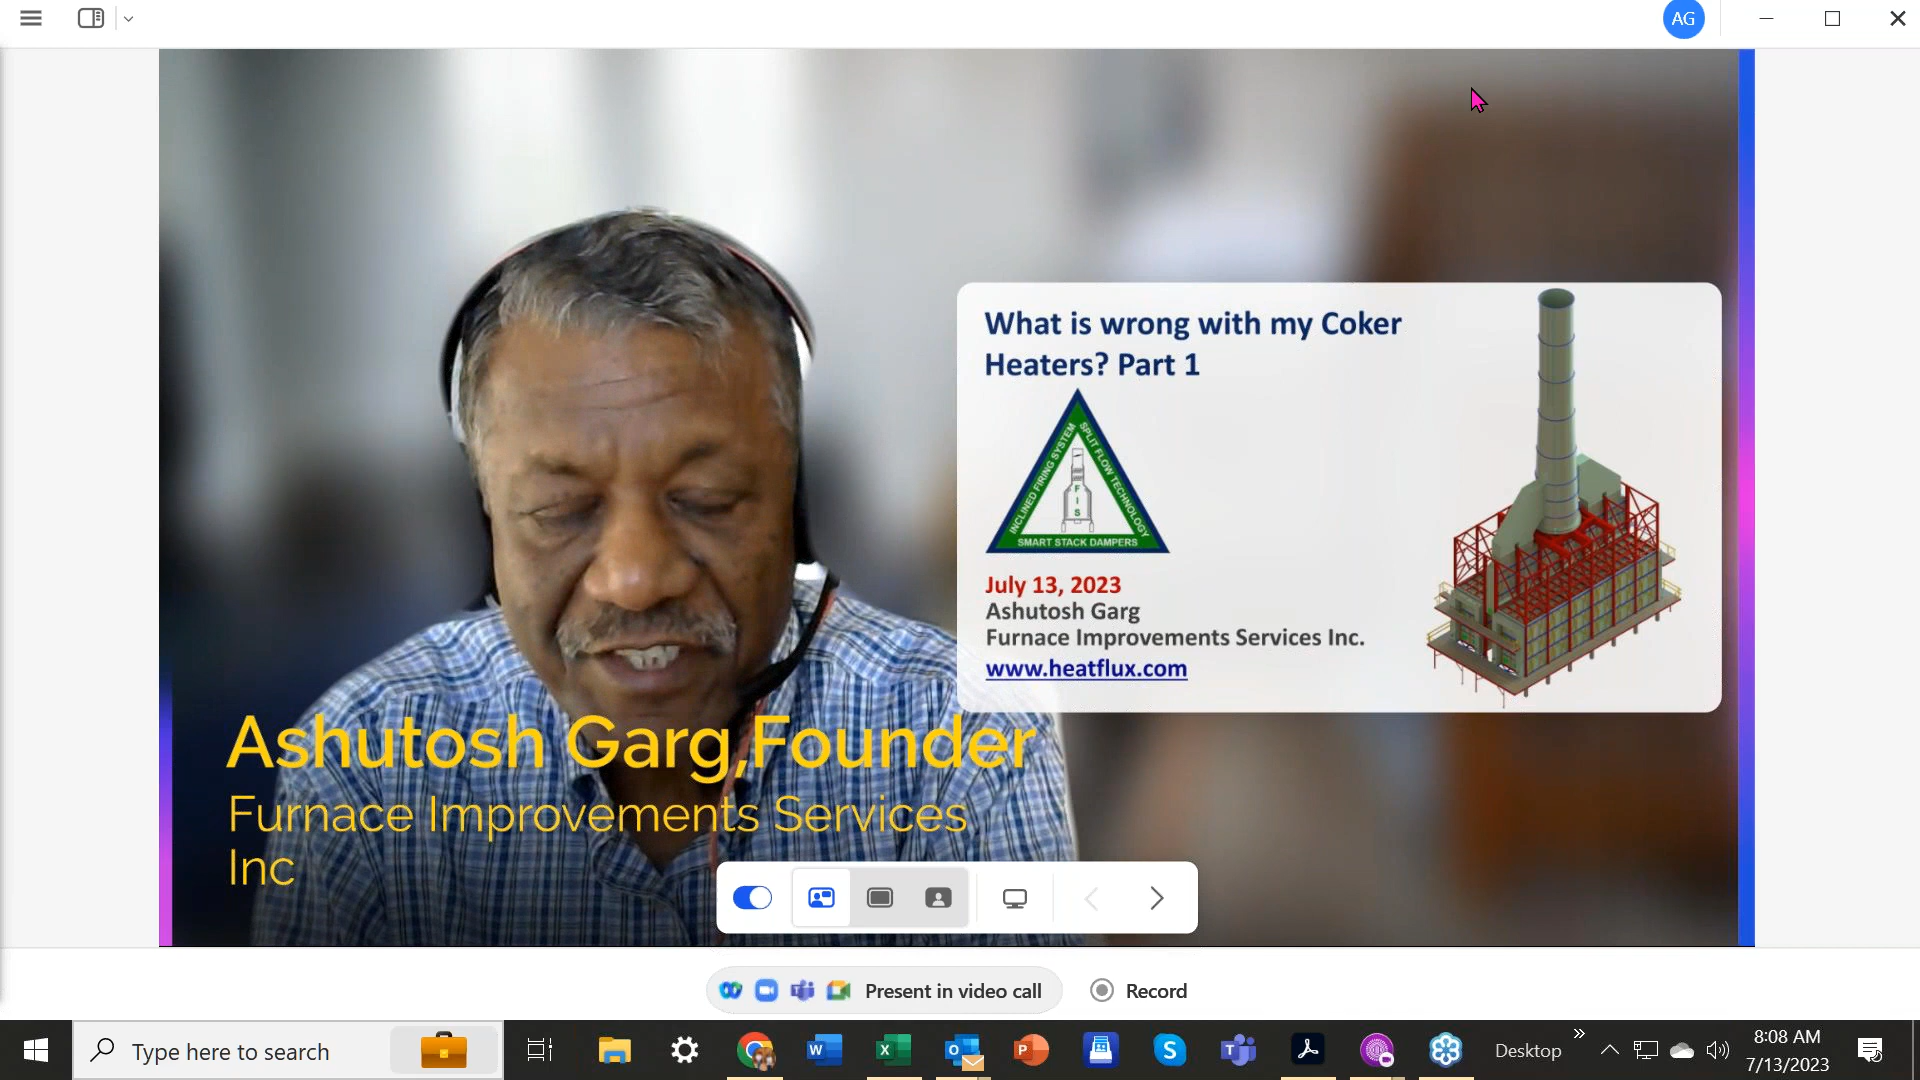 AG
What is wrong with my Coker
Heaters? Part 1
INCLINED FIRING SYSTEM
SPLIT FLOW TECHNOLOGY
F
I
S
SMART STACK DAMPERS
July 13, 2023
Ashutosh Garg
Furnace Improvements Services Inc.
www.heatflux.com
Ashutosh Garg,Founder
Furnace Improvements Services
Inc
Present in video call
Record
Type here to search
Desktop
8:08 AM
7/13/2023